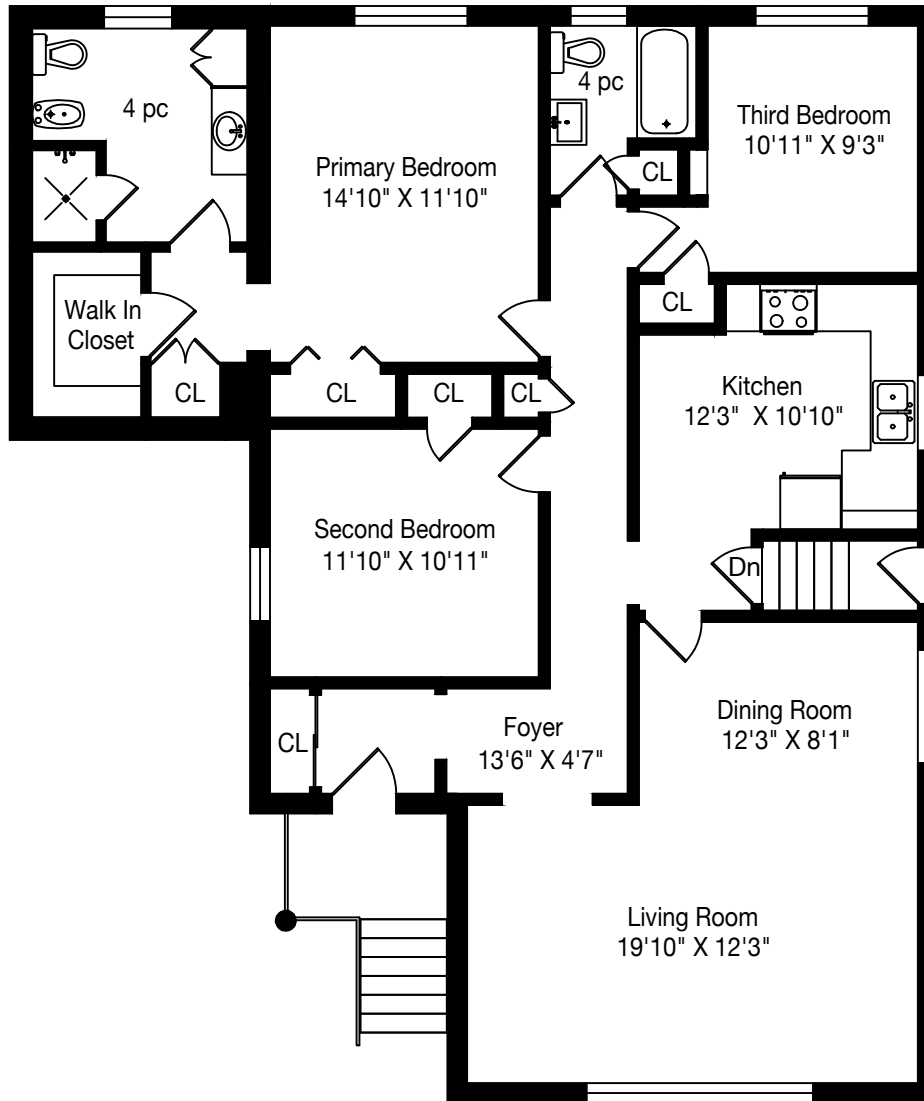 4 pc
4 pc
Third Bedroom
10'11" X 9'3"
Primary Bedroom
14'10" X 11'10"
CL
Walk In
Closet
CL
CL
CL
CL
CL
Kitchen
12'3" X 10'10"
Second Bedroom
11'10" X 10'11"
Dn
Foyer
13'6" X 4'7"
CL
Dining Room
12'3" X 8'1"
Living Room
19'10" X 12'3"